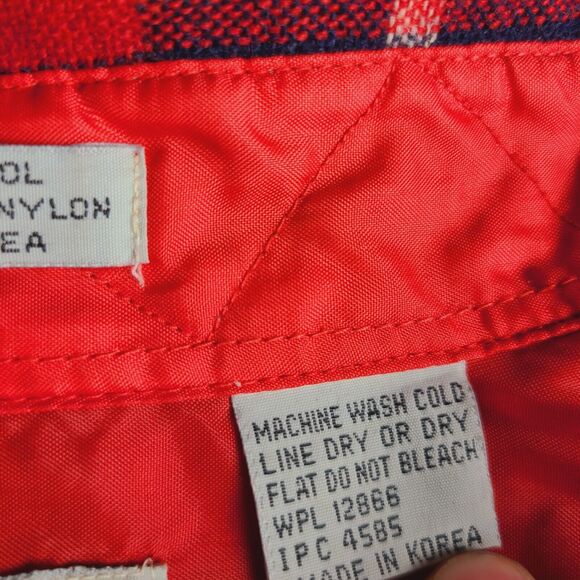 OL
NYLON
EA
MACHINE WASH COLD
LINE DRY OR DRY
FLAT DO NOT BLEACH
WPL 12866
IPC 4585
MADE IN KOREA